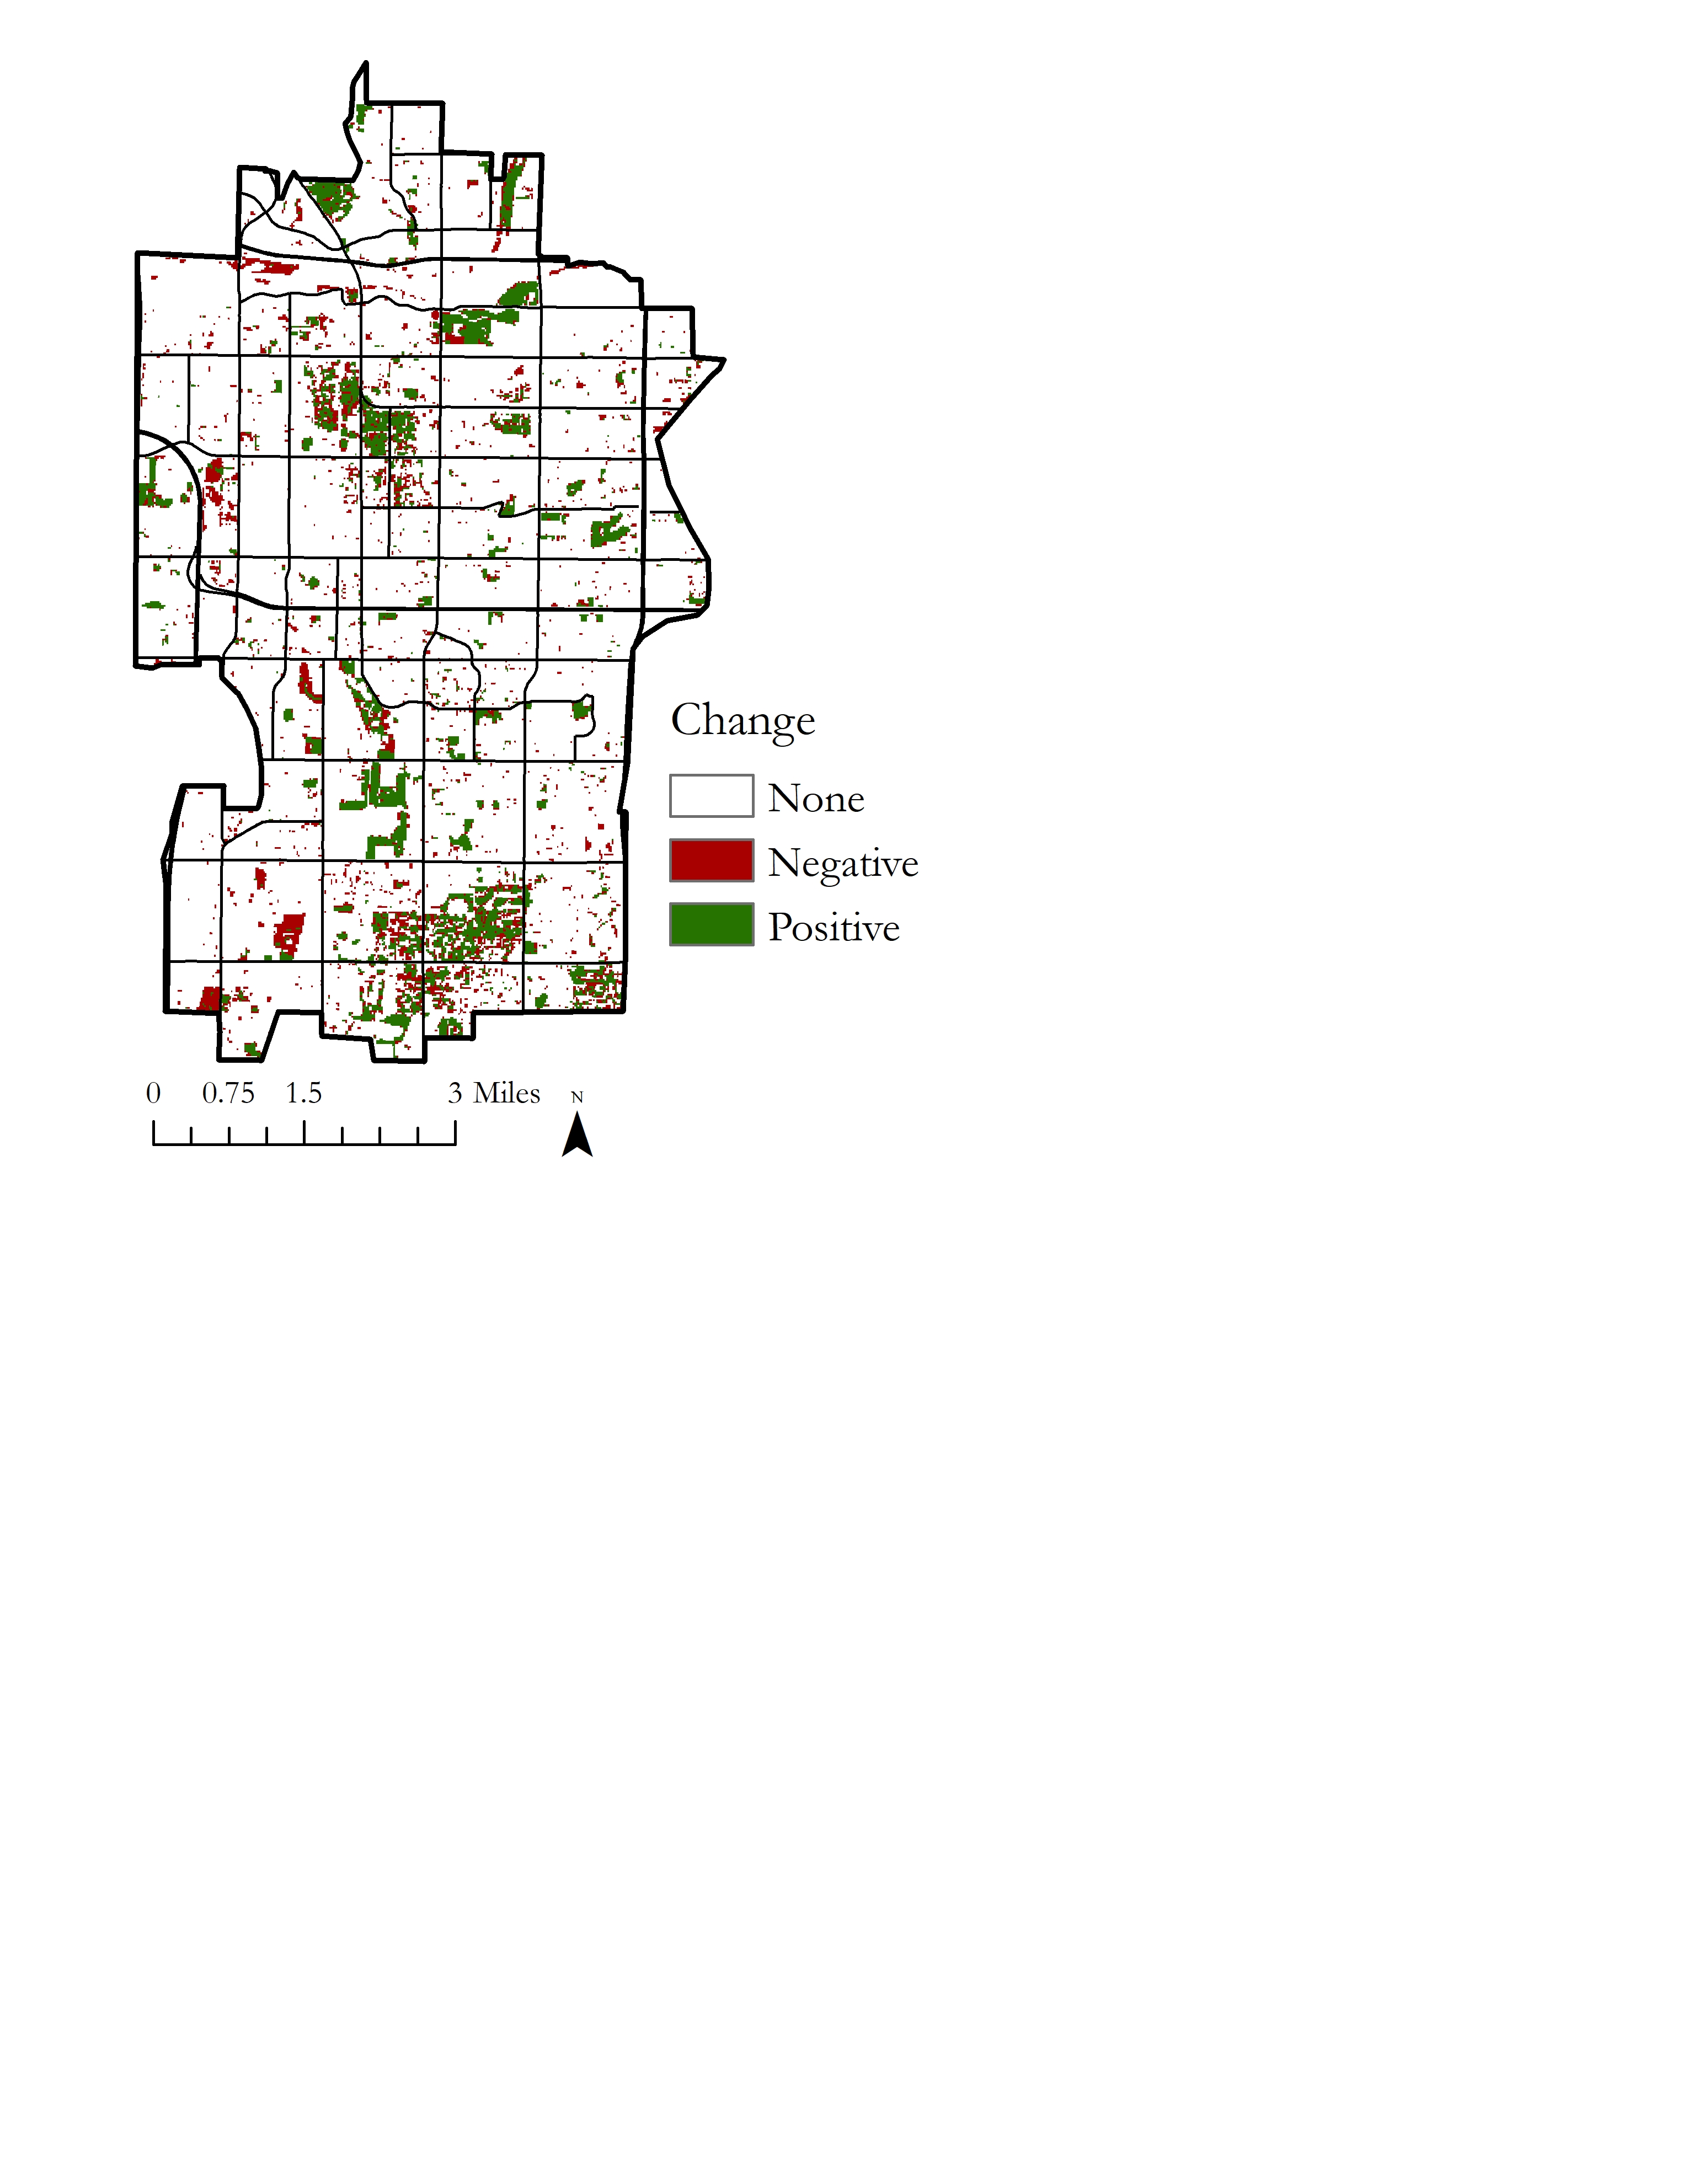 Change
None
Negative
Positive
0 0.75 1.5 3 Miles N